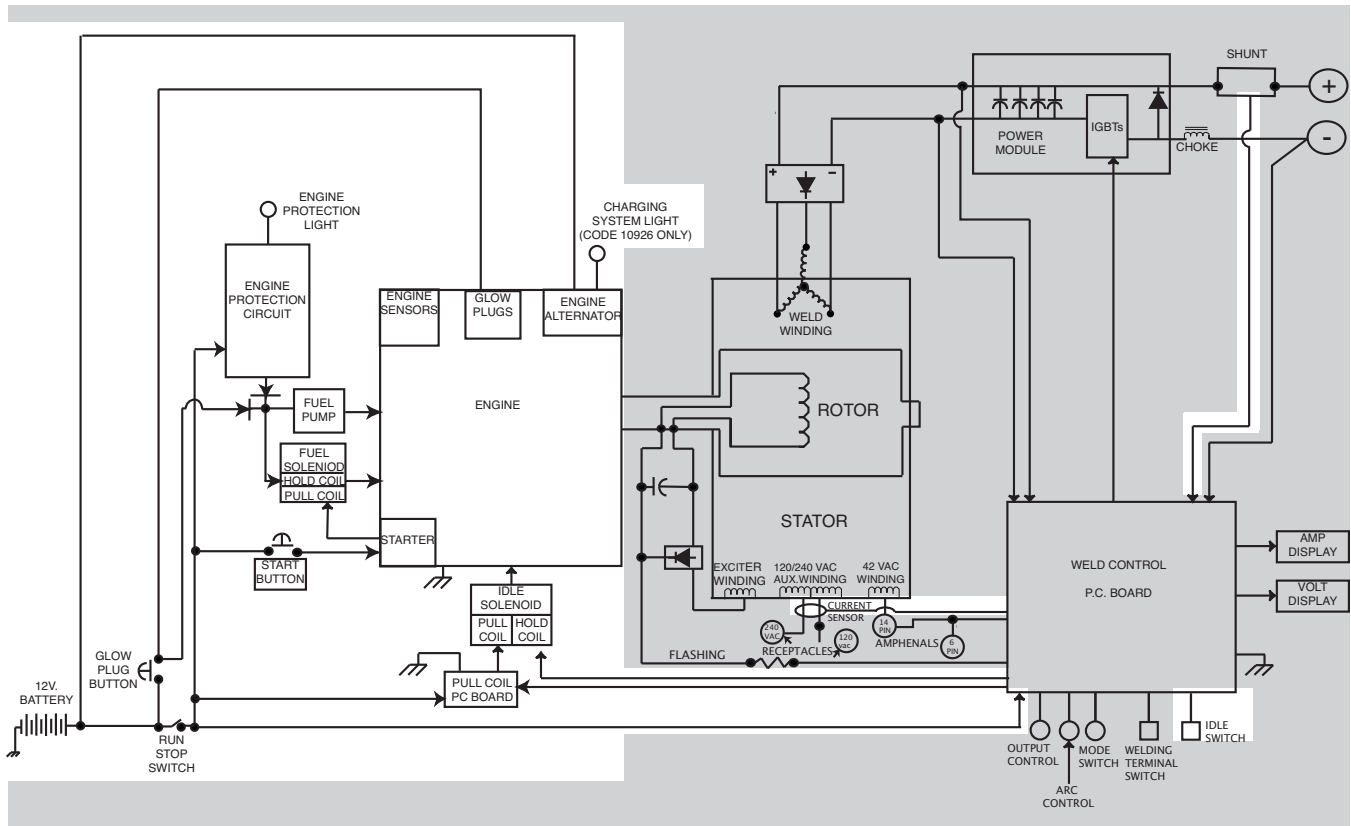 SHUNT
+
-
POWER
MODULE
IGBTs
CHOKE
+
–
ENGINE
PROTECTION
LIGHT
CHARGING
SYSTEM LIGHT
(CODE 10926 ONLY)
ENGINE
PROTECTION
CIRCUIT
ENGINE
SENSORS
GLOW
PLUGS
ENGINE
ALTERNATOR
WELD
WINDING
FUEL
PUMP
ENGINE
ROTOR
FUEL
SOLENIOD
HOLD COIL
PULL COIL
STATOR
STARTER
START
BUTTON
EXCITER
WINDING
120/240 VAC
AUX.WINDING
42 VAC
WINDING
WELD CONTROL
P.C. BOARD
AMP
DISPLAY
VOLT
DISPLAY
IDLE
SOLENOID
PULL
COIL
HOLD
COIL
CURRENT
SENSOR
240
VAC
RECEPTACLES
120
vac
14
PIN
AMPHENALS
6
PIN
FLASHING
GLOW
PLUG
BUTTON
PULL COIL
PC BOARD
12V.
BATTERY
RUN
STOP
SWITCH
OUTPUT
CONTROL
MODE
SWITCH
WELDING
TERMINAL
SWITCH
IDLE
SWITCH
ARC
CONTROL